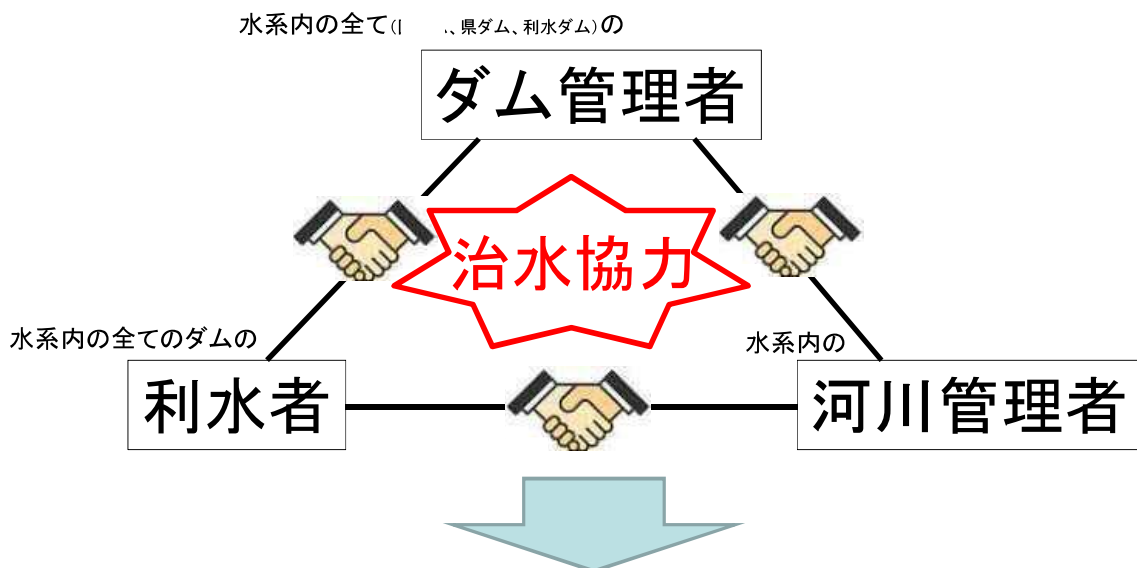 水系内の全て( 、県ダム、利水ダム)の
ダム管理者
治水協力
水系内の全てのダムの
利水者
水系内の
河川管理者